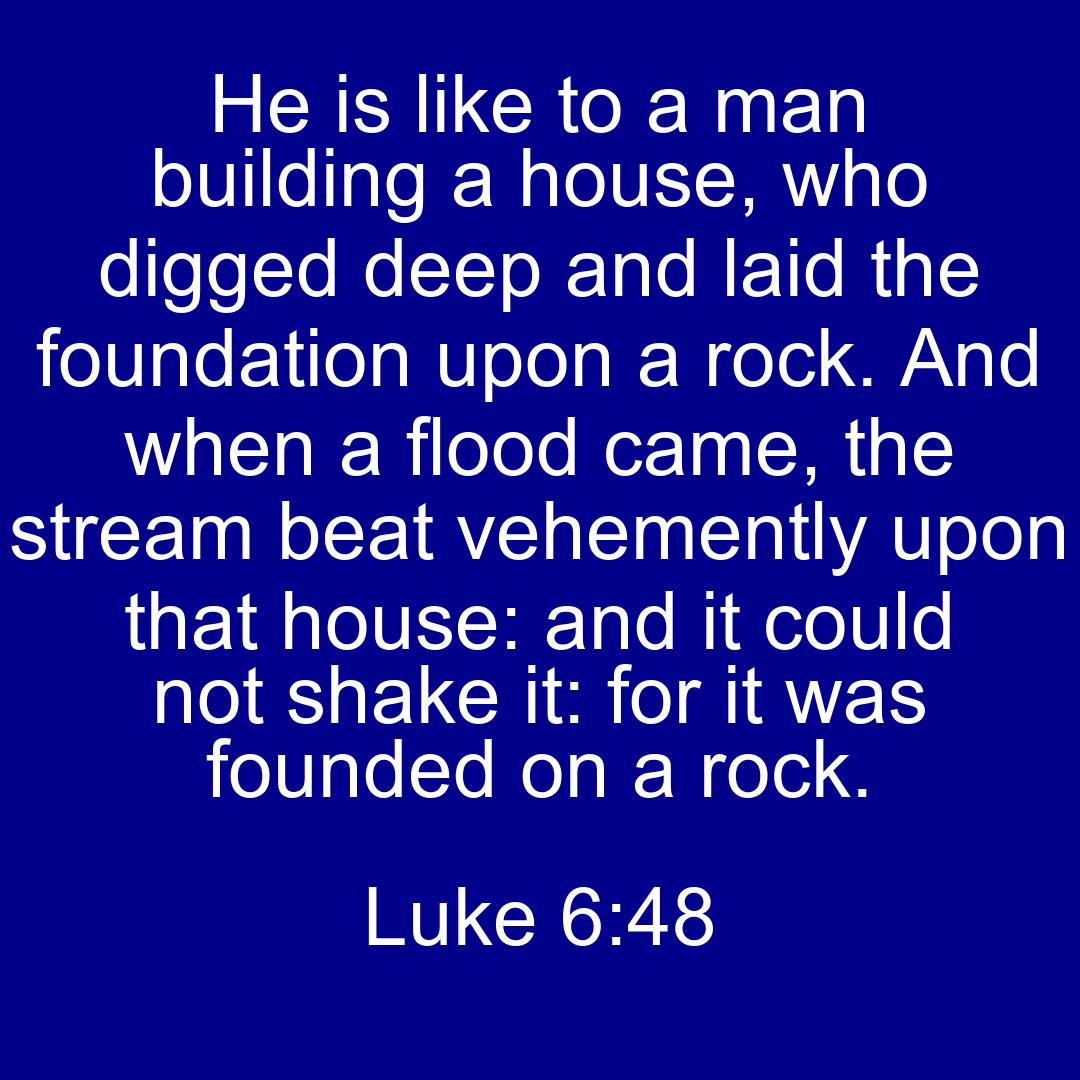 He is like to a man
building a house, who
digged deep and laid the
foundation upon a rock. And
when a flood came, the
stream beat vehemently upon
that house: and it could
not shake it: for it was
founded on a rock.
Luke 6:48